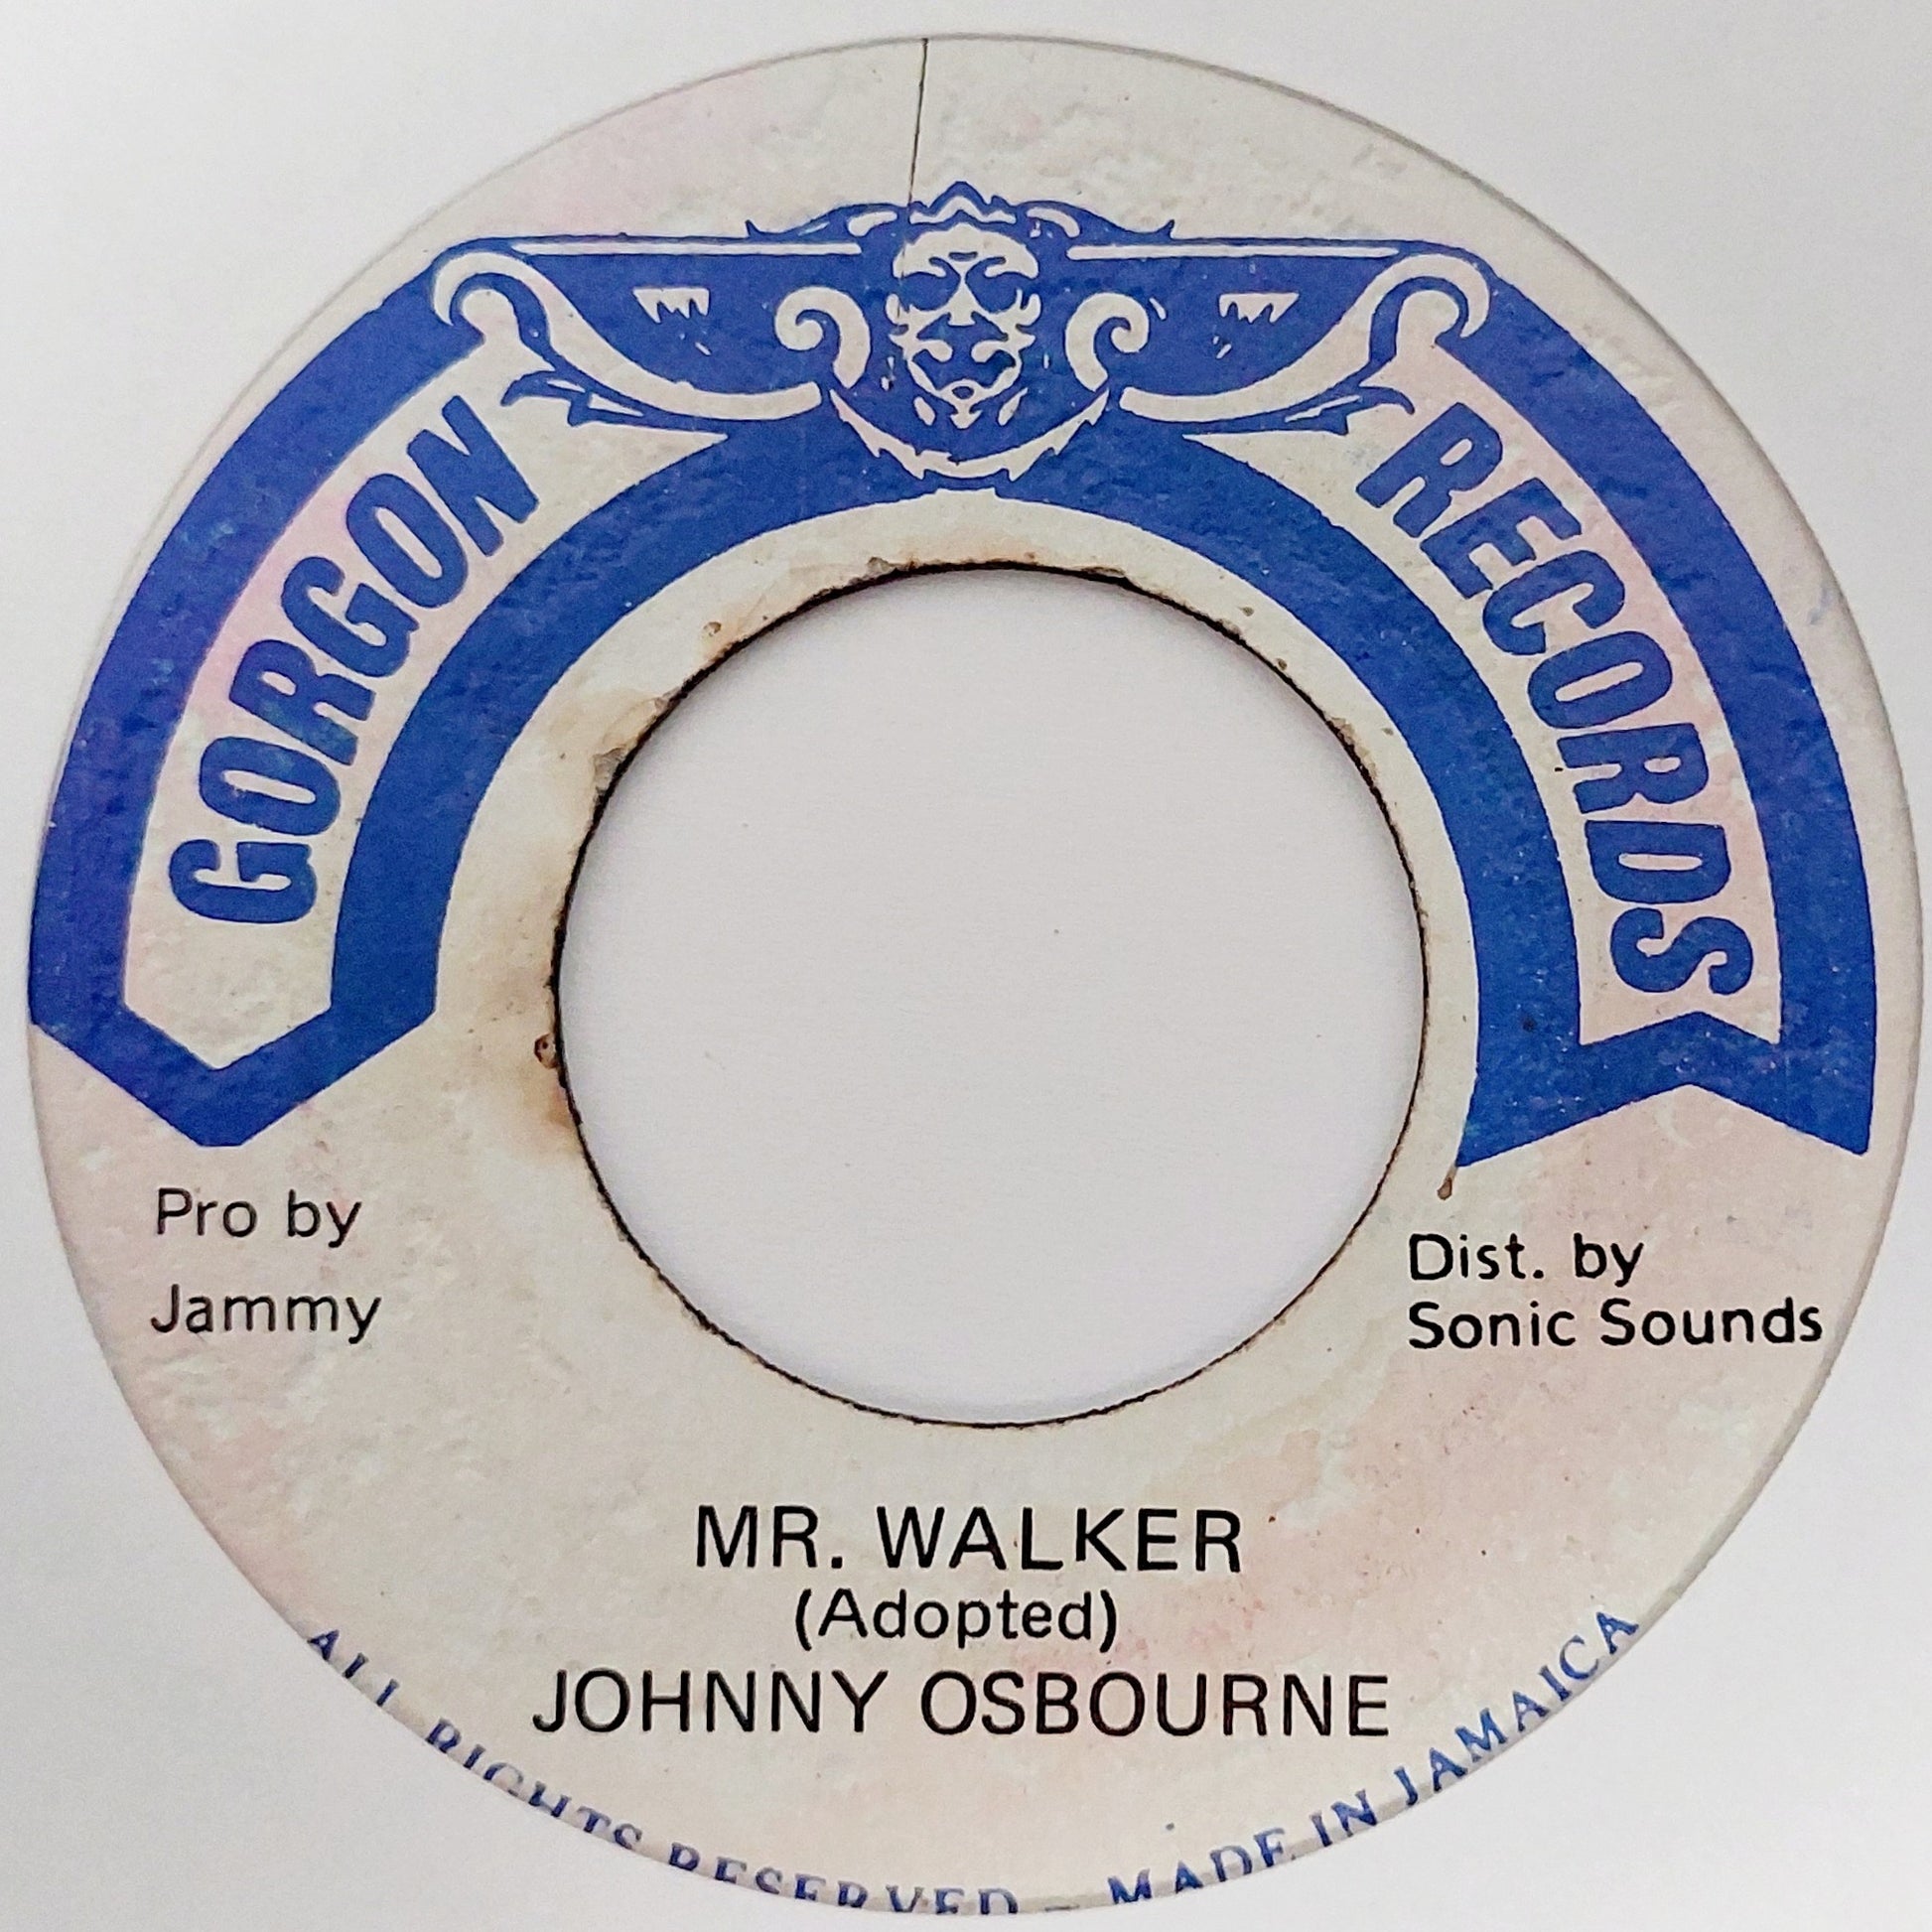 GORGON RECORDS
Pro by
Jammy
Dist. by
Sonic Sounds
MR. WALKER
(Adopted)
JOHNNY OSBOURNE
ALL RIGHTS RESERVED - MADE IN JAMAICA